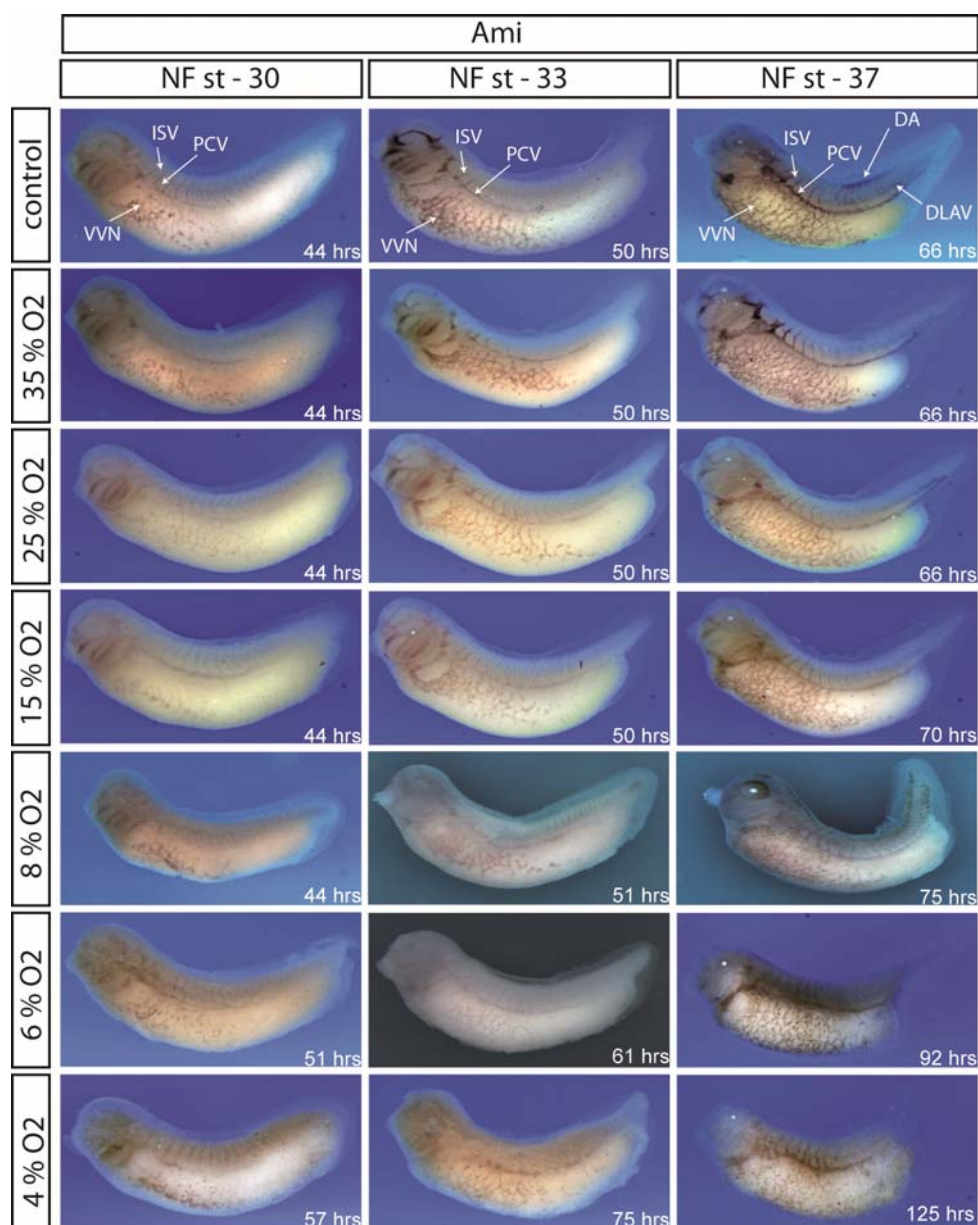 Ami
NF st - 30
NF st - 33
NF st - 37
control
ISV
PCV
VVN
44 hrs
ISV
PCV
VVN
50 hrs
DA
ISV
PCV
DLAV
VVN
66 hrs
35 % O2
44 hrs
50 hrs
66 hrs
25 % O2
44 hrs
50 hrs
66 hrs
15 % O2
44 hrs
50 hrs
70 hrs
8 % O2
44 hrs
51 hrs
75 hrs
6 % O2
51 hrs
61 hrs
92 hrs
4 % O2
57 hrs
75 hrs
125 hrs